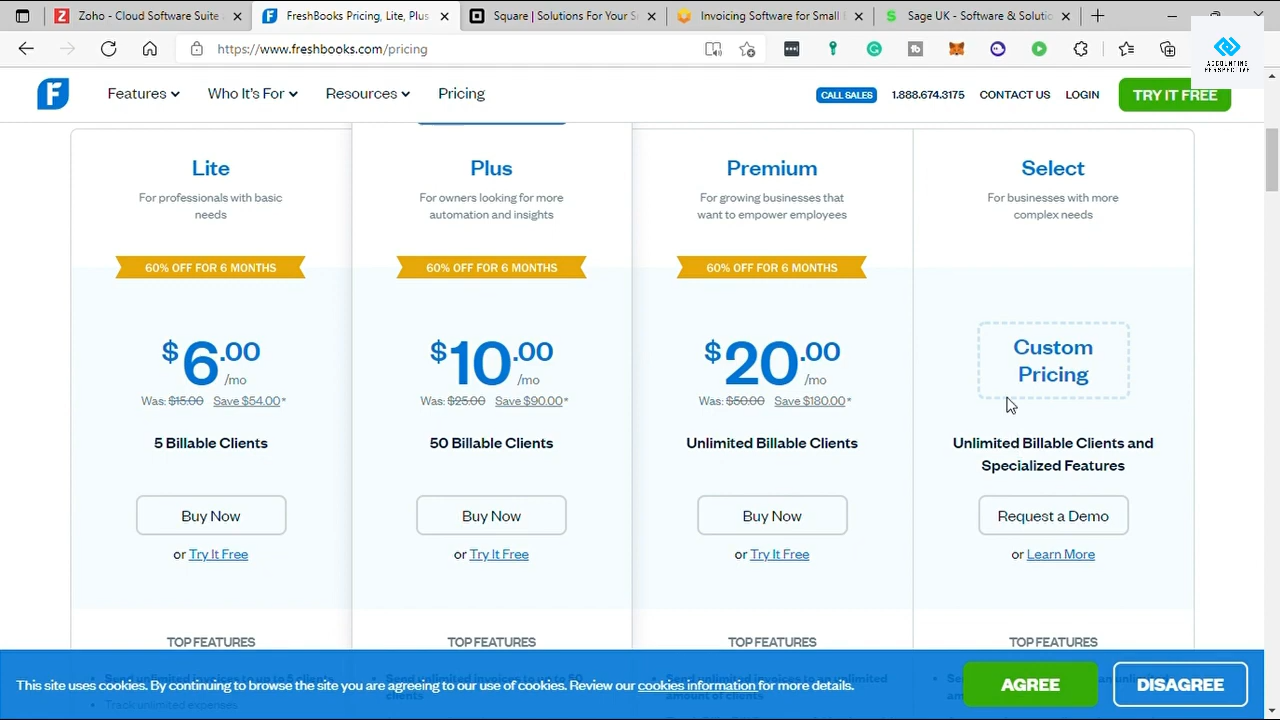 Zoho - Cloud Software Suite
FreshBooks Pricing, Lite, Plus
Square | Solutions For Your
Invoicing Software for Small
Sage UK - Software & Solutio
https://www.freshbooks.com/pricing
ACCOUNTING
PERSPECTIVE
Features
Who It's For
Resources
Pricing
CALL SALES
1.888.674.3175
CONTACT US
LOGIN
TRY IT FREE
Lite
For professionals with basic
needs
60% OFF FOR 6 MONTHS
$6.00
/mo
Was: $15.00 Save $54.00*
5 Billable Clients
Buy Now
or Try It Free
TOP FEATURES
Plus
For owners looking for more
automation and insights
60% OFF FOR 6 MONTHS
$10.00
/mo
Was: $25.00 Save $90.00*
50 Billable Clients
Buy Now
or Try It Free
TOP FEATURES
Premium
For growing businesses that
want to empower employees
60% OFF FOR 6 MONTHS
$20.00
/mo
Was: $50.00 Save $180.00*
Unlimited Billable Clients
Buy Now
or Try It Free
TOP FEATURES
Select
For businesses with more
complex needs
Custom
Pricing
Unlimited Billable Clients and
Specialized Features
Request a Demo
or Learn More
TOP FEATURES
This site uses cookies. By continuing to browse the site you are agreeing to our use of cookies. Review our cookies information for more details.
AGREE
DISAGREE
Track unlimited expenses